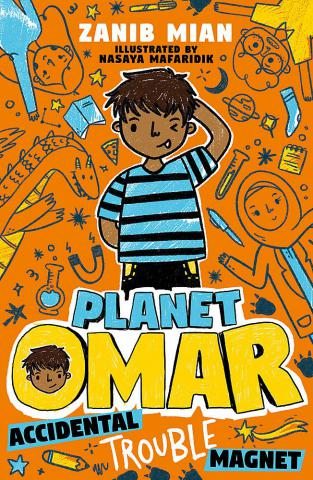 ZANIB MIAN
ILLUSTRATED BY
NASAYA MAFARIDIK
PLANET
OMAR
ACCIDENTAL
TROUBLE
MAGNET